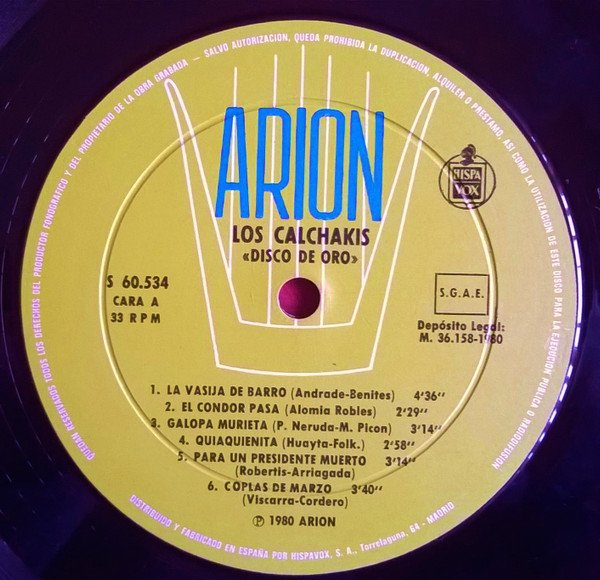 QUEDAN RESERVADOS TODOS LOS DERECHOS DEL PRODUCTOR FONOGRAFICO Y DEL PROPIETARIO DE LA OBRA GRABADA — SALVO AUTORIZACION, QUEDA PROHIBIDA LA DUPLICACION, ALQUILER O PRESTAMO, ASI COMO LA UTILIZACION DE ESTE DISCO PARA LA EJECUCION PUBLICA O RADIODIFUSION
ARION
HISPA
VOX
LOS CALCHAKIS
«DISCO DE ORO»
S 60.534
CARA A
33 RPM
S.G.A.E.
Depósito Legal:
M. 36.158-1980
1. LA VASIJA DE BARRO (Andrade-Benites) 4'36''
2. EL CONDOR PASA (Alomia Robles) 2'29''
3. GALOPA MURIETA (P. Neruda-M. Picon) 3'14''
4. QUIAQUIENITA (Huayta-Folk.) 2'58''
5. PARA UN PRESIDENTE MUERTO 3'14''
(Robertis-Arriagada)
6. COPLAS DE MARZO 3'40''
(Viscarra-Cordero)
℗ 1980 ARION
DISTRIBUIDO Y FABRICADO EN ESPAÑA POR HISPAVOX, S. A., Torrelaguna, 64 - MADRID